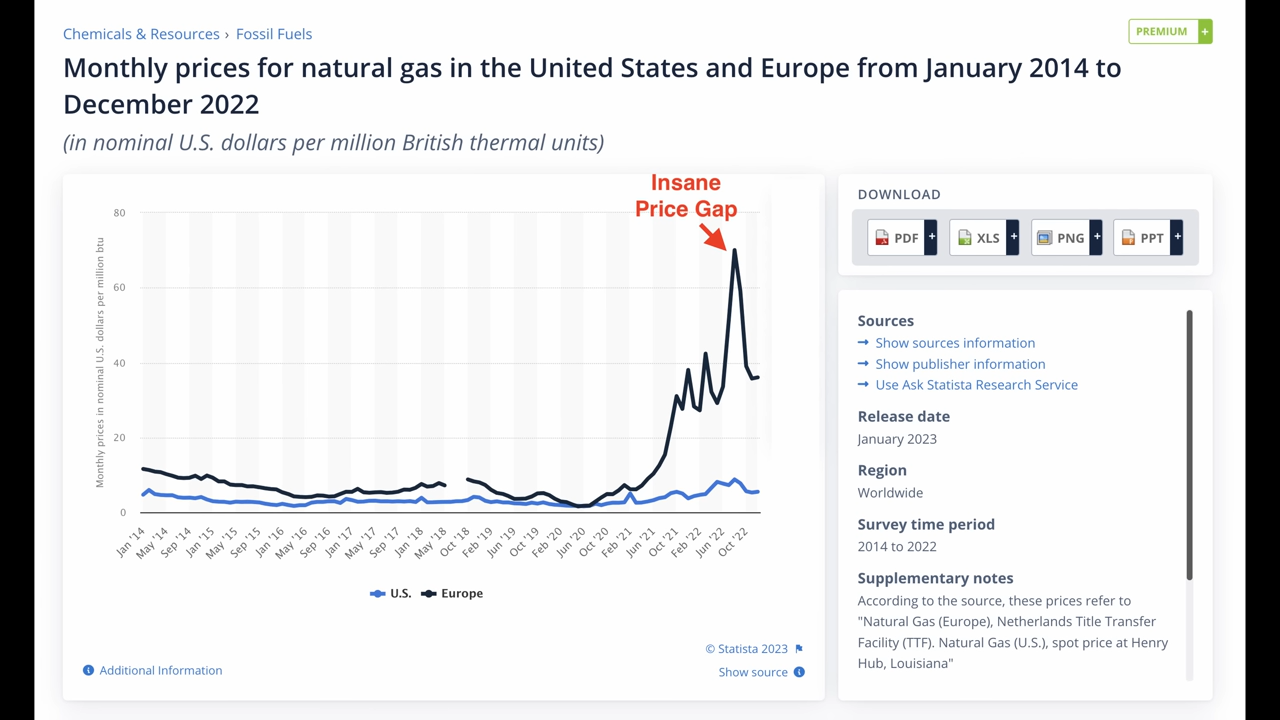 Chemicals & Resources › Fossil Fuels
PREMIUM +
Monthly prices for natural gas in the United States and Europe from January 2014 to
December 2022
(in nominal U.S. dollars per million British thermal units)
Insane
Price Gap
Monthly prices in nominal U.S. dollars per million btu
80
60
40
20
0
Jan '14
May '14
Sep '14
Jan '15
May '15
Sep '15
Jan '16
May '16
Sep '16
Jan '17
May '17
Sep '17
Jan '18
May '18
Oct '18
Feb '19
Jun '19
Oct '19
Feb '20
Jun '20
Oct '20
Feb '21
Jun '21
Oct '21
Feb '22
Jun '22
Oct '22
U.S. Europe
Additional Information
© Statista 2023
Show source
DOWNLOAD
PDF + XLS + PNG + PPT +
Sources
→ Show sources information
→ Show publisher information
→ Use Ask Statista Research Service
Release date
January 2023
Region
Worldwide
Survey time period
2014 to 2022
Supplementary notes
According to the source, these prices refer to
"Natural Gas (Europe), Netherlands Title Transfer
Facility (TTF). Natural Gas (U.S.), spot price at Henry
Hub, Louisiana"